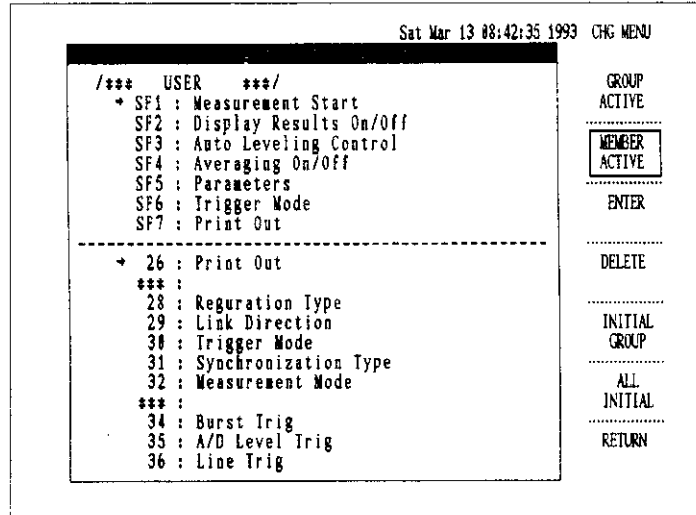 Sat Mar 13 08:42:35 1993 CHG MENU
/*** USER ***/
→ SF1 : Measurement Start
SF2 : Display Results On/Off
SF3 : Auto Leveling Control
SF4 : Averaging On/Off
SF5 : Parameters
SF6 : Trigger Mode
SF7 : Print Out
→ 26 : Print Out
*** :
28 : Reguration Type
29 : Link Direction
30 : Trigger Mode
31 : Synchronization Type
32 : Measurement Mode
*** :
34 : Burst Trig
35 : A/D Level Trig
36 : Line Trig
GROUP
ACTIVE
MEMBER
ACTIVE
ENTER
DELETE
INITIAL
GROUP
ALL
INITIAL
RETURN